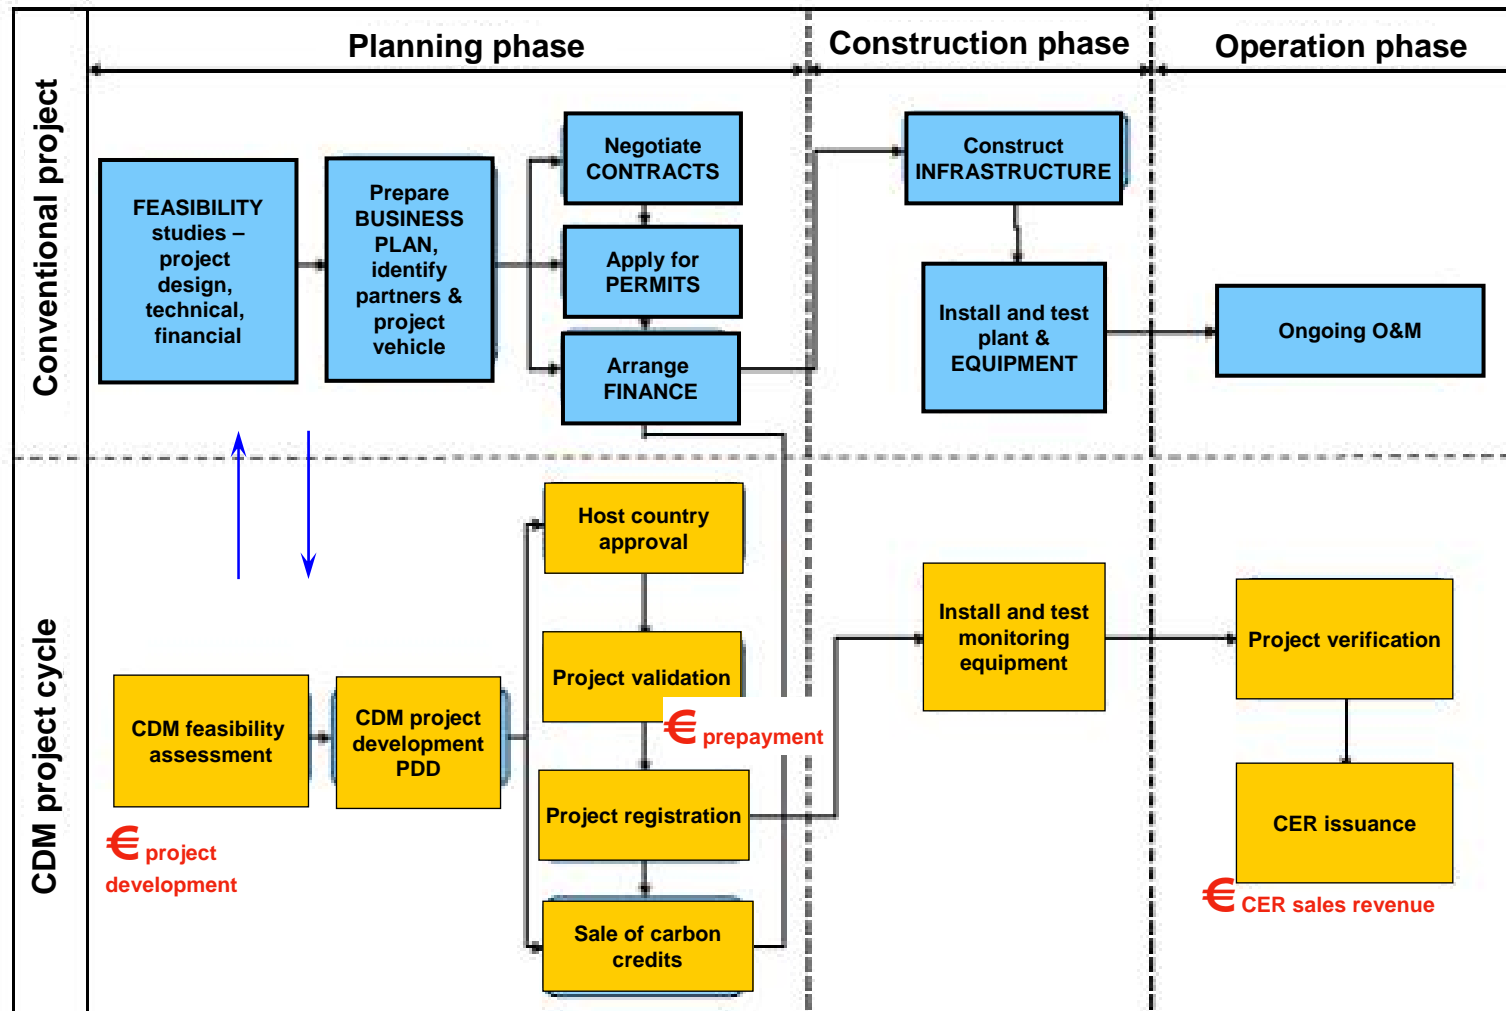 Planning phase
Construction phase
Operation phase
Conventional project
FEASIBILITY
studies –
project
design,
technical,
financial
Prepare
BUSINESS
PLAN,
identify
partners &
project
vehicle
Negotiate
CONTRACTS
Apply for
PERMITS
Arrange
FINANCE
Construct
INFRASTRUCTURE
Install and test
plant &
EQUIPMENT
Ongoing O&M
CDM project cycle
CDM feasibility
assessment
€ project
development
CDM project
development
PDD
Host country
approval
Project validation
€ prepayment
Project registration
Sale of carbon
credits
Install and test
monitoring
equipment
Project verification
CER issuance
€ CER sales revenue